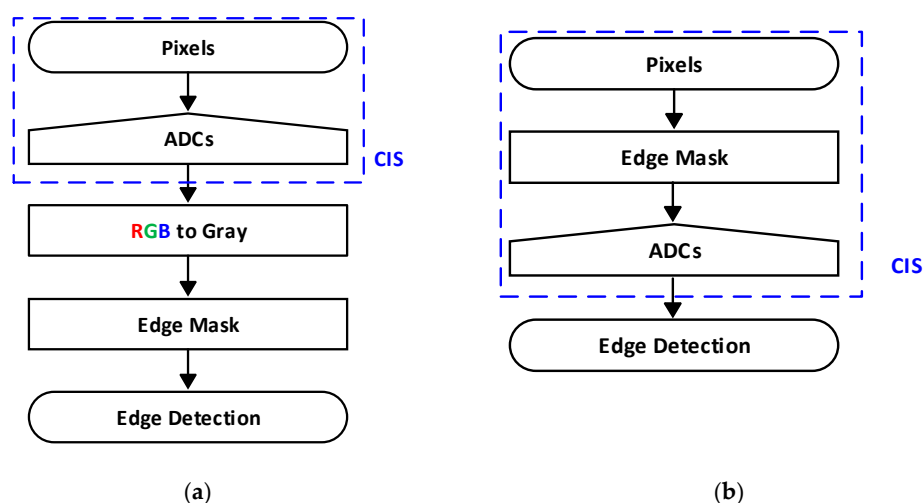 Pixels
ADCs
CIS
RGB to Gray
Edge Mask
Edge Detection
(a)
Pixels
Edge Mask
ADCs
CIS
Edge Detection
(b)